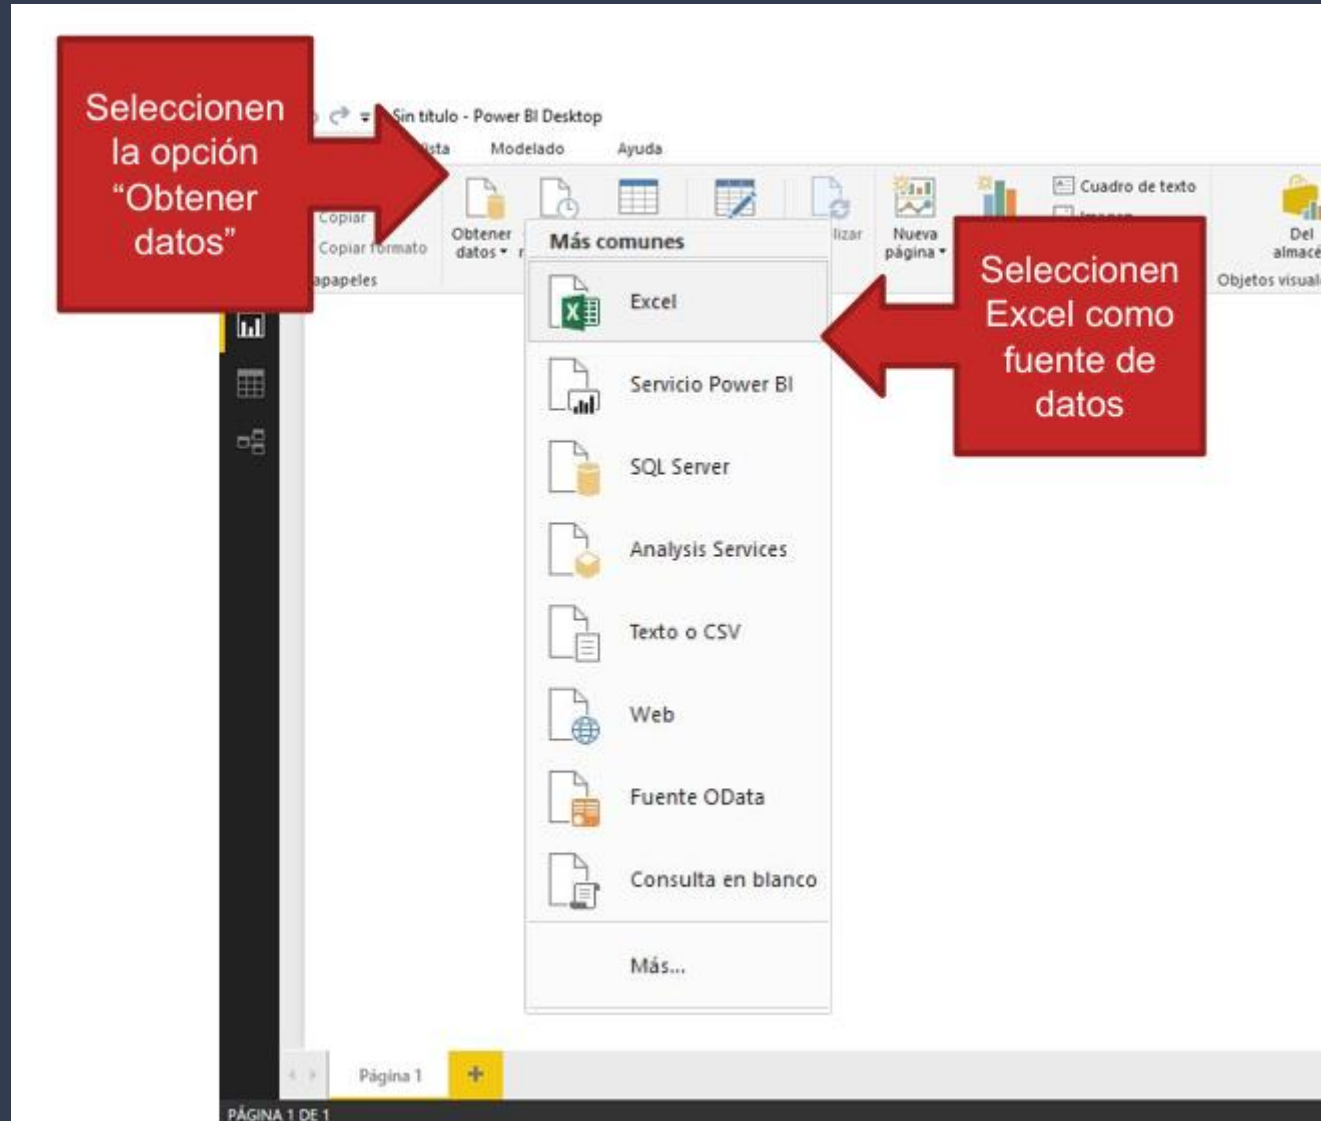 Seleccionen
la opción
“Obtener
datos”
Sin título - Power BI Desktop
Modelado Ayuda
Copiar
Copiar formato
Obtener
datos
Nueva
página
Cuadro de texto
Del
Más comunes
Excel
Servicio Power BI
SQL Server
Analysis Services
Texto o CSV
Web
Fuente OData
Consulta en blanco
Más...
Seleccionen
Excel como
fuente de
datos
Página 1
PÁGINA 1 DE 1